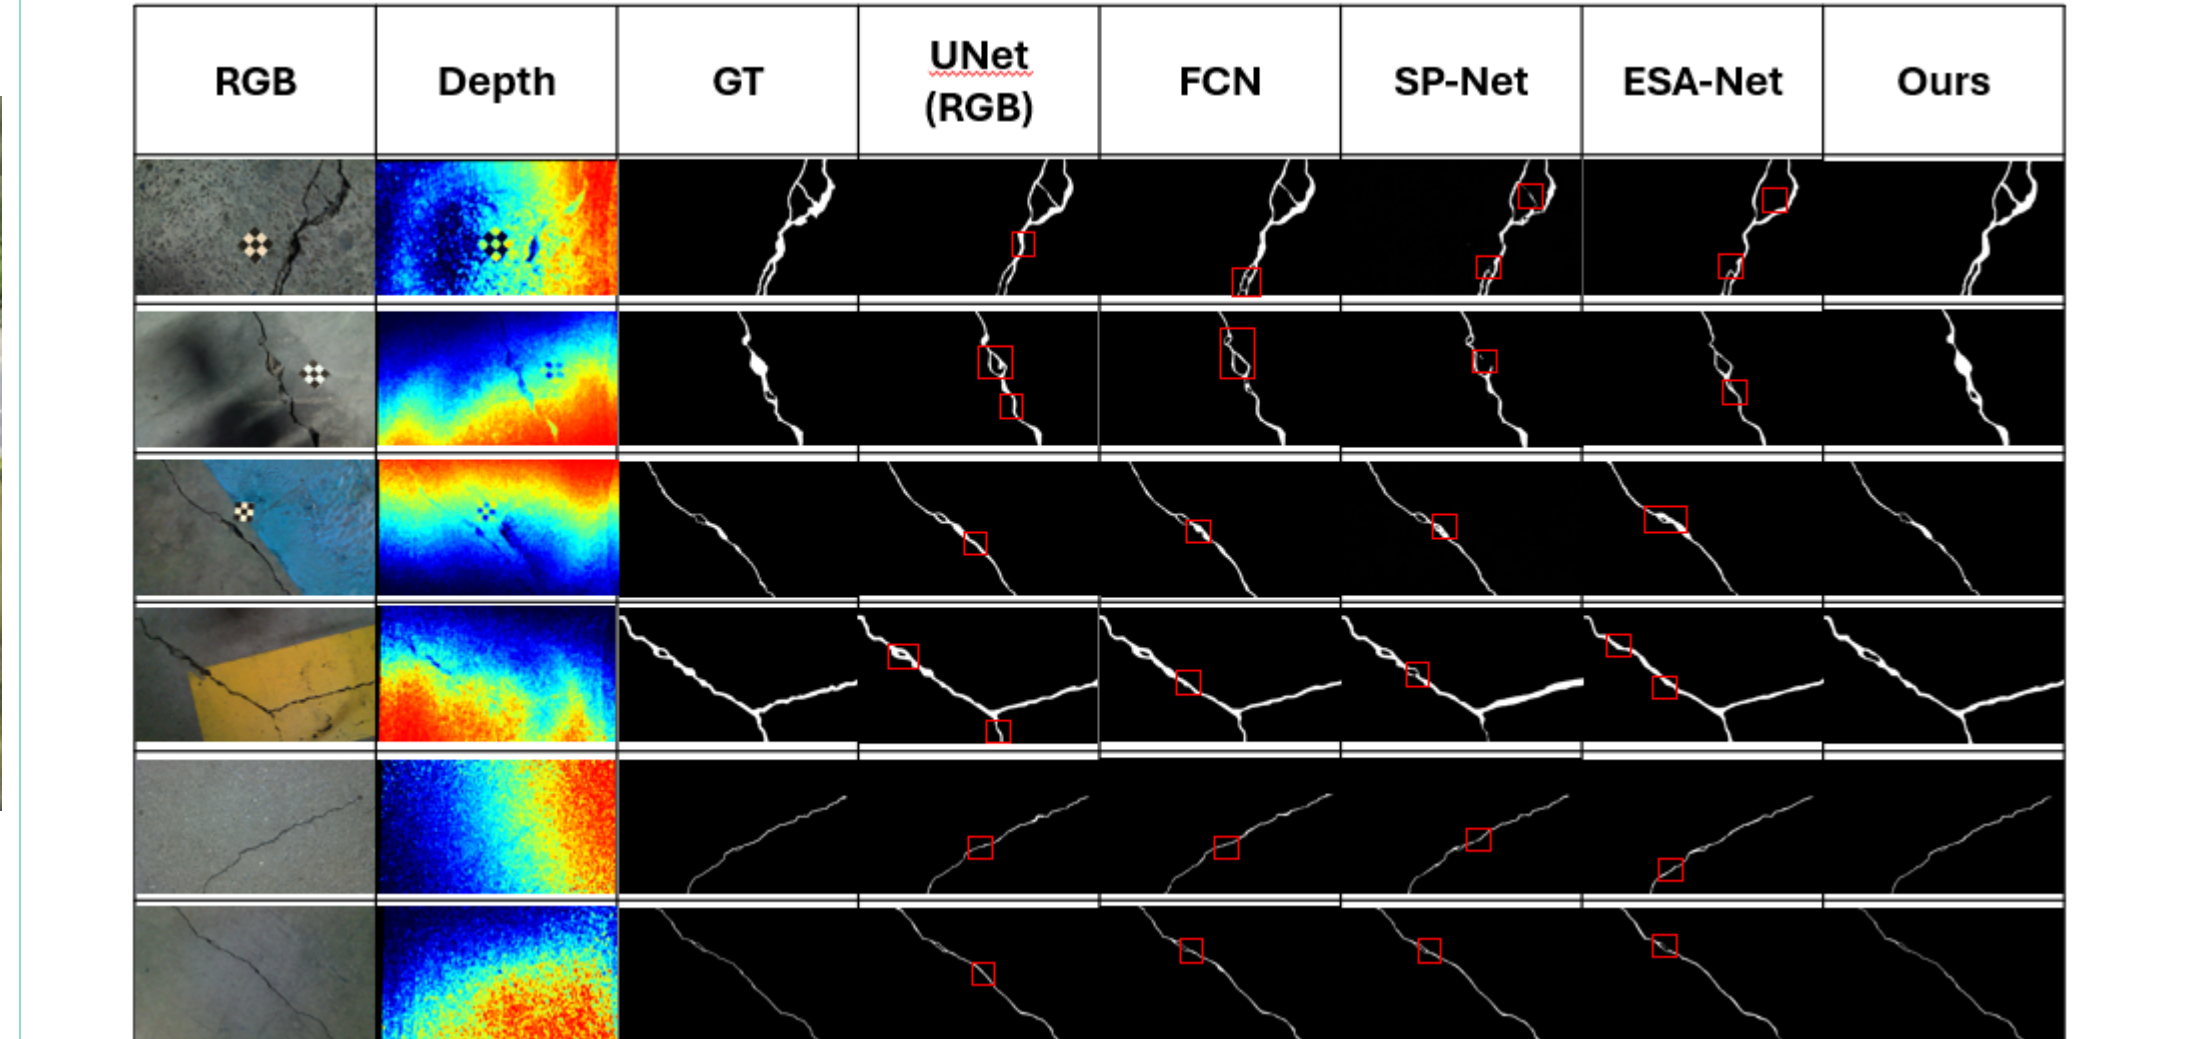 RGB
Depth
GT
UNet
(RGB)
FCN
SP-Net
ESA-Net
Ours